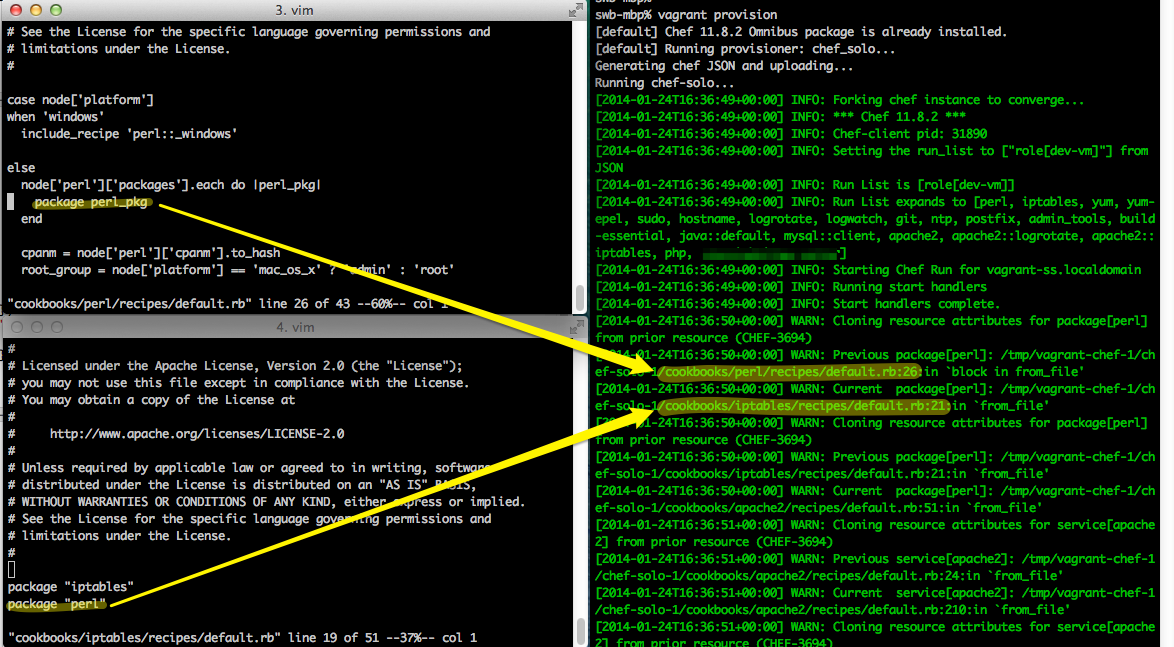 3. vim
# See the License for the specific language governing permissions and
# limitations under the License.
#
case node['platform']
when 'windows'
include_recipe 'perl::_windows'
else
node['perl']['packages'].each do |perl_pkg|
package perl_pkg
end
cpanm = node['perl']['cpanm'].to_hash
root_group = node['platform'] == 'mac_os_x' ? 'admin' : 'root'
"cookbooks/perl/recipes/default.rb" line 26 of 43 --60%-- col 1
4. vim
#
# Licensed under the Apache License, Version 2.0 (the "License");
# you may not use this file except in compliance with the License.
# You may obtain a copy of the License at
#
#     http://www.apache.org/licenses/LICENSE-2.0
#
# Unless required by applicable law or agreed to in writing, software
# distributed under the License is distributed on an "AS IS" BASIS,
# WITHOUT WARRANTIES OR CONDITIONS OF ANY KIND, either express or implied.
# See the License for the specific language governing permissions and
# limitations under the License.
#
package "iptables"
package "perl"
"cookbooks/iptables/recipes/default.rb" line 19 of 51 --37%-- col 1
swb-mbp%
swb-mbp% vagrant provision
[default] Chef 11.8.2 Omnibus package is already installed.
[default] Running provisioner: chef_solo...
Generating chef JSON and uploading...
Running chef-solo...
[2014-01-24T16:36:49+00:00] INFO: Forking chef instance to converge...
[2014-01-24T16:36:49+00:00] INFO: *** Chef 11.8.2 ***
[2014-01-24T16:36:49+00:00] INFO: Chef-client pid: 31890
[2014-01-24T16:36:49+00:00] INFO: Setting the run_list to ["role[dev-vm]"] from
JSON
[2014-01-24T16:36:49+00:00] INFO: Run List is [role[dev-vm]]
[2014-01-24T16:36:49+00:00] INFO: Run List expands to [perl, iptables, yum, yum-
epel, sudo, hostname, logrotate, logwatch, git, ntp, postfix, admin_tools, build
-essential, java::default, mysql::client, apache2, apache2::logrotate, apache2::
iptables, php, ]
[2014-01-24T16:36:49+00:00] INFO: Starting Chef Run for vagrant-ss.localdomain
[2014-01-24T16:36:49+00:00] INFO: Running start handlers
[2014-01-24T16:36:49+00:00] INFO: Start handlers complete.
[2014-01-24T16:36:50+00:00] WARN: Cloning resource attributes for package[perl]
from prior resource (CHEF-3694)
[2014-01-24T16:36:50+00:00] WARN: Previous package[perl]: /tmp/vagrant-chef-1/ch
ef-solo-1/cookbooks/perl/recipes/default.rb:26:in `block in from_file'
[2014-01-24T16:36:50+00:00] WARN: Current  package[perl]: /tmp/vagrant-chef-1/ch
ef-solo-1/cookbooks/iptables/recipes/default.rb:21:in `from_file'
[2014-01-24T16:36:50+00:00] WARN: Cloning resource attributes for package[perl]
from prior resource (CHEF-3694)
[2014-01-24T16:36:50+00:00] WARN: Previous package[perl]: /tmp/vagrant-chef-1/ch
ef-solo-1/cookbooks/iptables/recipes/default.rb:21:in `from_file'
[2014-01-24T16:36:50+00:00] WARN: Current  package[perl]: /tmp/vagrant-chef-1/ch
ef-solo-1/cookbooks/apache2/recipes/default.rb:51:in `from_file'
[2014-01-24T16:36:51+00:00] WARN: Cloning resource attributes for service[apache
2] from prior resource (CHEF-3694)
[2014-01-24T16:36:51+00:00] WARN: Previous service[apache2]: /tmp/vagrant-chef-1
/chef-solo-1/cookbooks/apache2/recipes/default.rb:24:in `from_file'
[2014-01-24T16:36:51+00:00] WARN: Current  service[apache2]: /tmp/vagrant-chef-1
/chef-solo-1/cookbooks/apache2/recipes/default.rb:210:in `from_file'
[2014-01-24T16:36:51+00:00] WARN: Cloning resource attributes for service[apache
2] from prior resource (CHEF-3694)